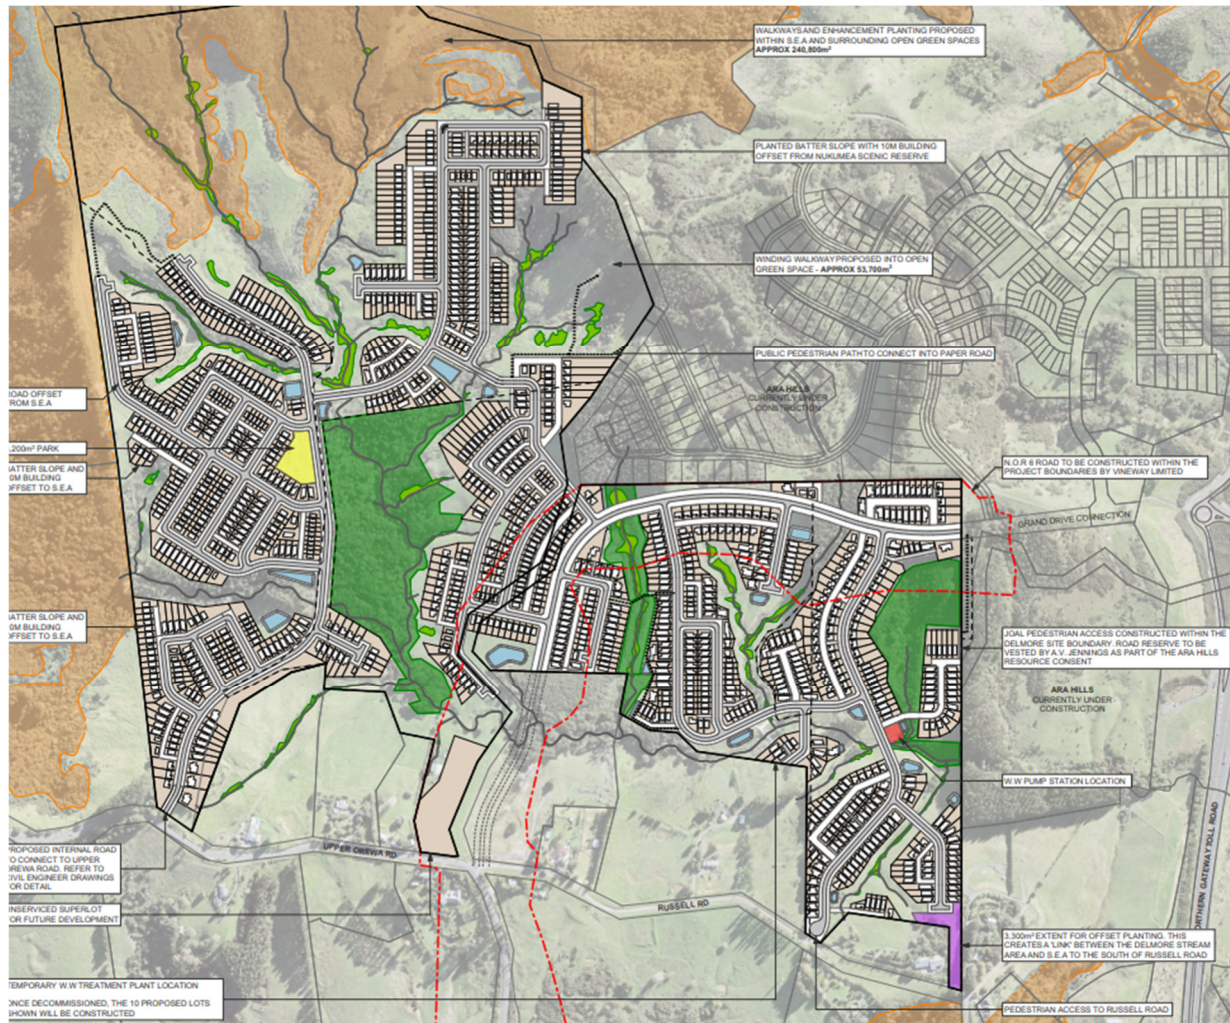 WALKWAYS AND ENHANCEMENT PLANTING PROPOSED
WITHIN S.E.A AND SURROUNDING OPEN GREEN SPACES
APPROX 240,800m²
PLANTED BATTER SLOPE WITH 10M BUILDING
OFFSET FROM NUKUMEA SCENIC RESERVE
WINDING WALKWAY PROPOSED INTO OPEN
GREEN SPACE - APPROX 53,700m²
PUBLIC PEDESTRIAN PATH TO CONNECT INTO PAPER ROAD
ARA HILLS
CURRENTLY UNDER
CONSTRUCTION
ROAD OFFSET
FROM S.E.A
,200m² PARK
BATTER SLOPE AND
0M BUILDING
OFFSET TO S.E.A
N.O.R 6 ROAD TO BE CONSTRUCTED WITHIN THE
PROJECT BOUNDARIES BY VINEWAY LIMITED
GRAND DRIVE CONNECTION
BATTER SLOPE AND
0M BUILDING
OFFSET TO S.E.A
JOAL PEDESTRIAN ACCESS CONSTRUCTED WITHIN THE
DELMORE SITE BOUNDARY. ROAD RESERVE TO BE
VESTED BY A.V. JENNINGS AS PART OF THE ARA HILLS
RESOURCE CONSENT
ARA HILLS
CURRENTLY UNDER
CONSTRUCTION
W.W PUMP STATION LOCATION
PROPOSED INTERNAL ROAD
TO CONNECT TO UPPER
OREWA ROAD. REFER TO
CIVIL ENGINEER DRAWINGS
FOR DETAIL
UPPER OREWA RD
RUSSELL RD
ORTHERN GATEWAY TOLL ROAD
UNSERVICED SUPERLOT
FOR FUTURE DEVELOPMENT
3,300m² EXTENT FOR OFFSET PLANTING. THIS
CREATES A 'LINK' BETWEEN THE DELMORE STREAM
AREA AND S.E.A TO THE SOUTH OF RUSSELL ROAD
TEMPORARY W.W TREATMENT PLANT LOCATION
ONCE DECOMMISSIONED, THE 10 PROPOSED LOTS
SHOWN WILL BE CONSTRUCTED
PEDESTRIAN ACCESS TO RUSSELL ROAD